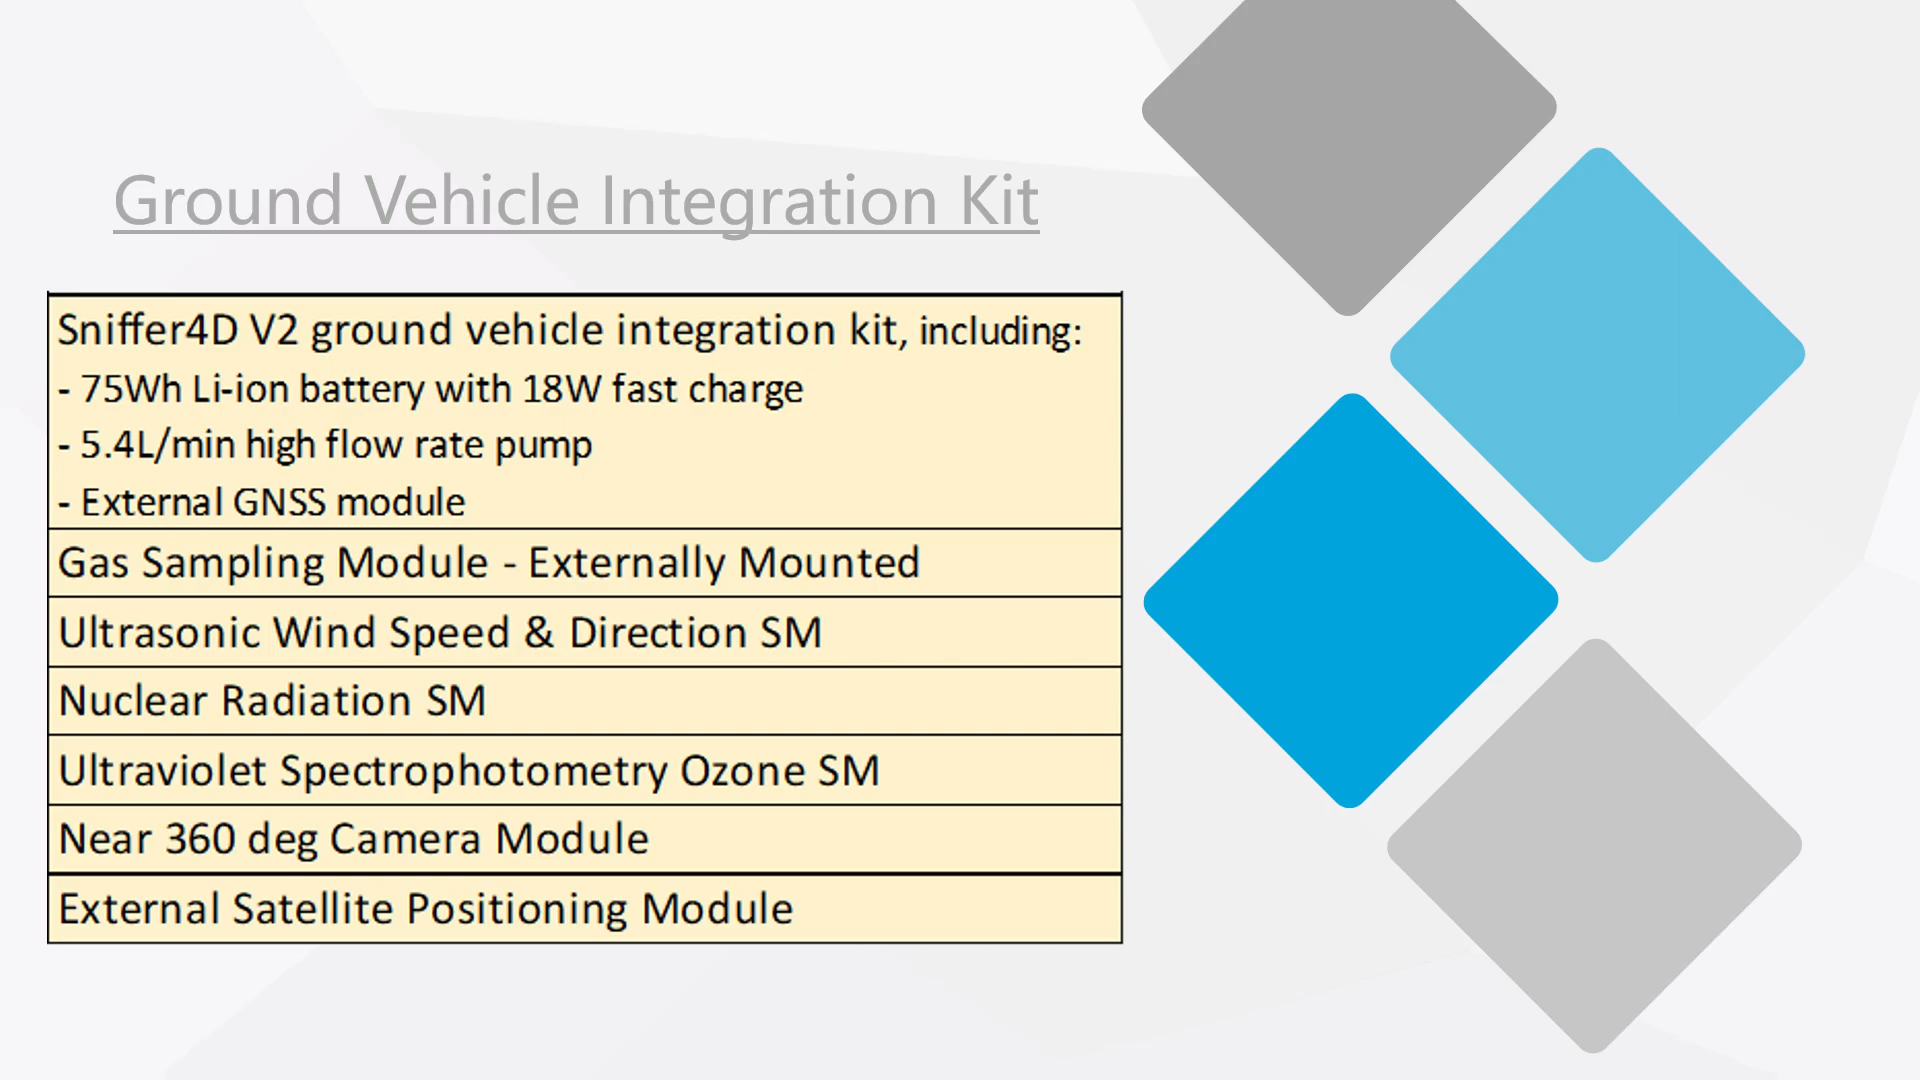 Ground Vehicle Integration Kit
Sniffer4D V2 ground vehicle integration kit, including:
- 75Wh Li-ion battery with 18W fast charge
- 5.4L/min high flow rate pump
- External GNSS module
Gas Sampling Module - Externally Mounted
Ultrasonic Wind Speed & Direction SM
Nuclear Radiation SM
Ultraviolet Spectrophotometry Ozone SM
Near 360 deg Camera Module
External Satellite Positioning Module